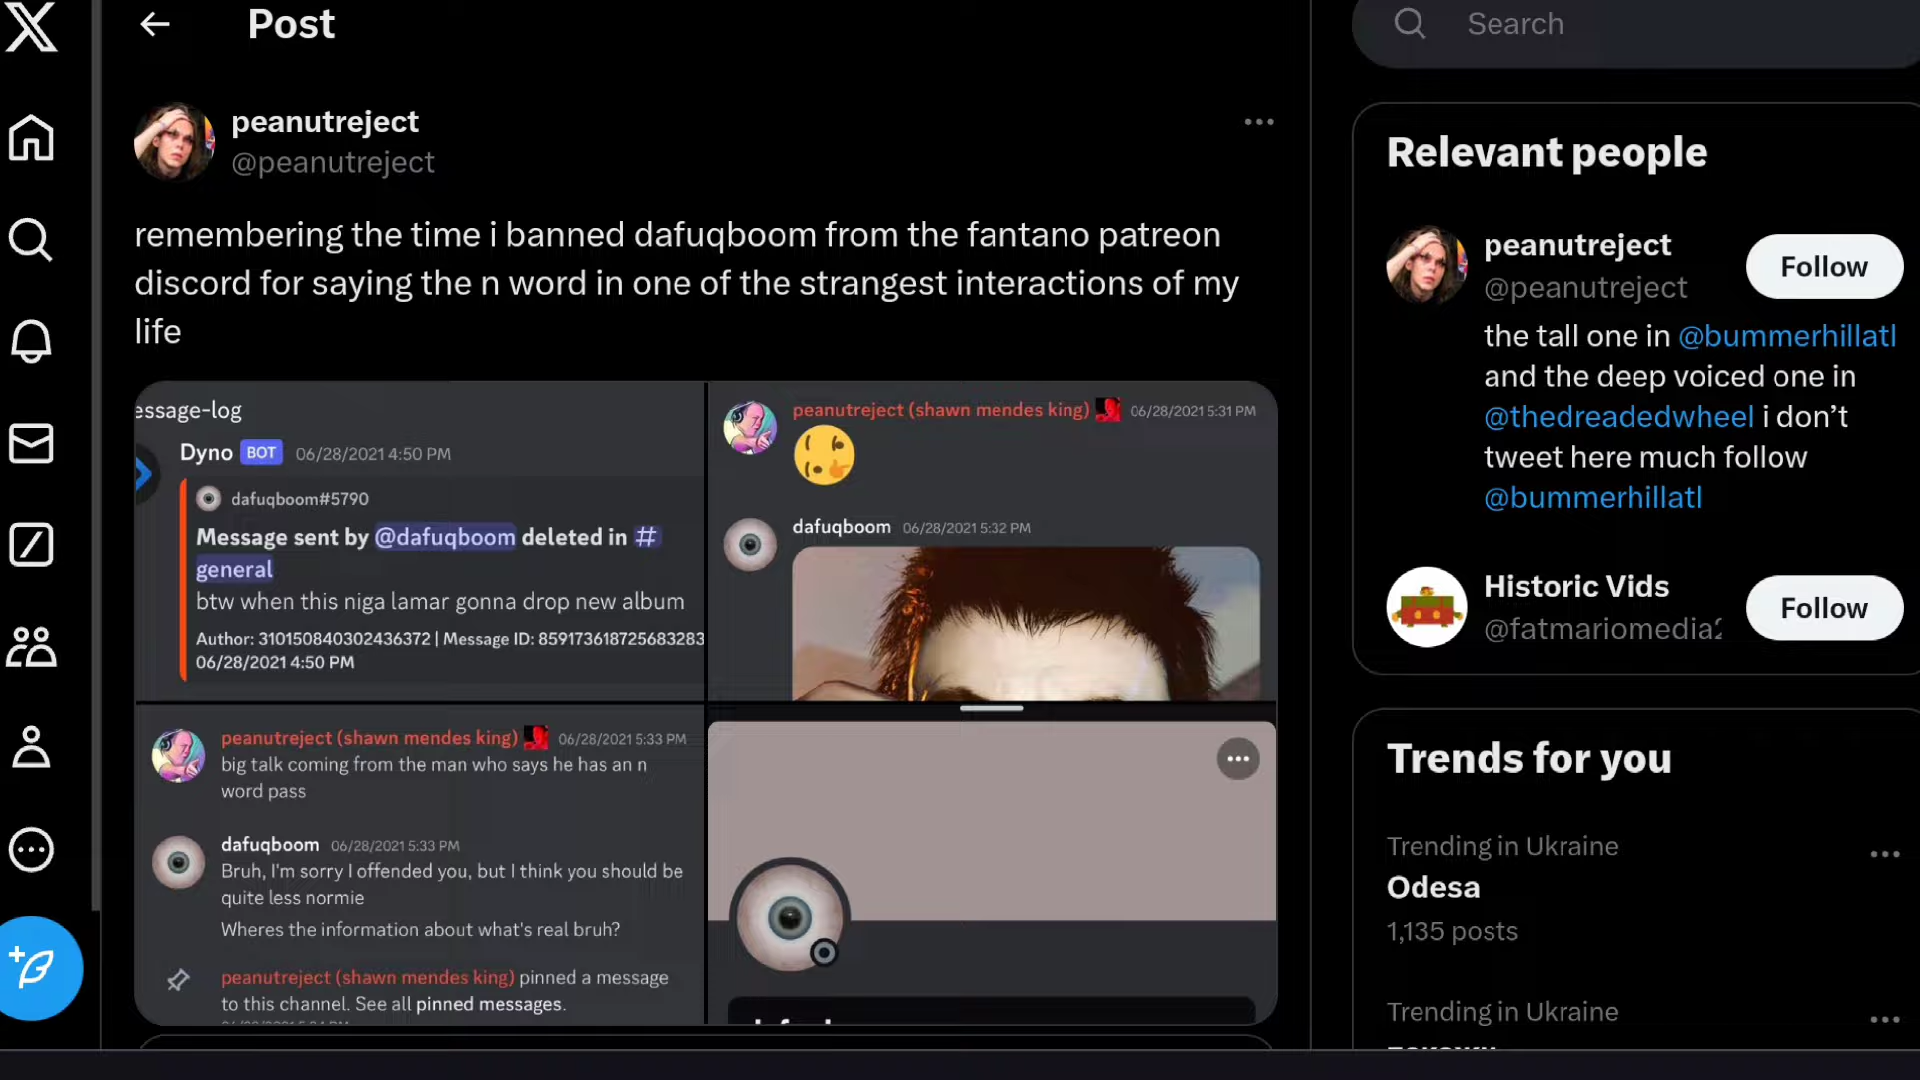 Post
peanutreject
@peanutreject
remembering the time i banned dafuqboom from the fantano patreon
discord for saying the n word in one of the strangest interactions of my
life
essage-log
Dyno BOT 06/28/2021 4:50 PM
dafuqboom#5790
Message sent by @dafuqboom deleted in #
general
btw when this niga lamar gonna drop new album
Author: 310150840302436372 | Message ID: 859173618725683283
06/28/2021 4:50 PM
peanutreject (shawn mendes king) 06/28/2021 5:31 PM
dafuqboom 06/28/2021 5:32 PM
peanutreject (shawn mendes king) 06/28/2021 5:33 PM
big talk coming from the man who says he has an n
word pass
dafuqboom 06/28/2021 5:33 PM
Bruh, I'm sorry I offended you, but I think you should be
quite less normie
Wheres the information about what's real bruh?
peanutreject (shawn mendes king) pinned a message
to this channel. See all pinned messages.
Search
Relevant people
peanutreject
@peanutreject
Follow
the tall one in @bummerhillatl
and the deep voiced one in
@thedreadedwheel i don’t
tweet here much follow
@bummerhillatl
Historic Vids
@fatmariomedia
Follow
Trends for you
Trending in Ukraine
Odesa
1,135 posts
Trending in Ukraine